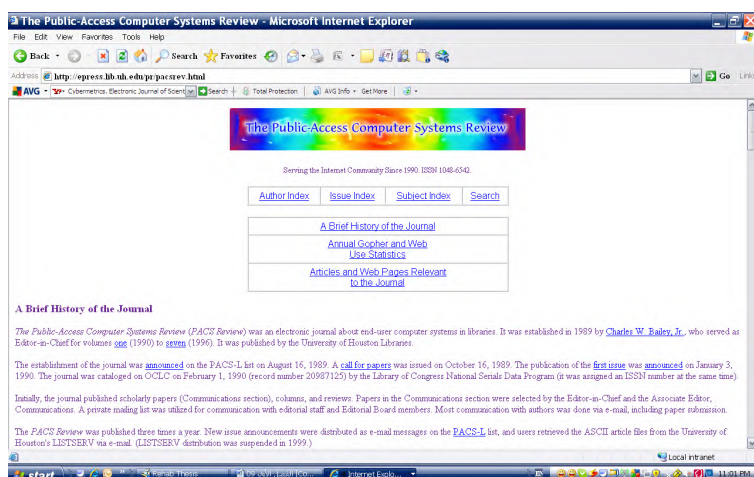 The Public-Access Computer Systems Review - Microsoft Internet Explorer
File Edit View Favorites Tools Help
Back Search Favorites
Address http://epress.lib.uh.edu/pr/pacsrev.html Go Links
AVG Cybermetrics. Electronic Journal of Scient Search Total Protection AVG Info Get More
The Public-Access Computer Systems Review
Serving the Internet Community Since 1990. ISSN 1048-6542.
Author Index Issue Index Subject Index Search
A Brief History of the Journal
Annual Gopher and Web
Use Statistics
Articles and Web Pages Relevant
to the Journal
A Brief History of the Journal
The Public-Access Computer Systems Review (PACS Review) was an electronic journal about end-user computer systems in libraries. It was established in 1989 by Charles W. Bailey, Jr., who served as
Editor-in-Chief for volumes one (1990) to seven (1996). It was published by the University of Houston Libraries.
The establishment of the journal was announced on the PACS-L list on August 16, 1989. A call for papers was issued on October 16, 1989. The publication of the first issue was announced on January 3,
1990. The journal was cataloged on OCLC on February 1, 1990 (record number 20987125) by the Library of Congress National Serials Data Program (it was assigned an ISSN number at the same time).
Initially, the journal published scholarly papers (Communications section), columns, and reviews. Papers in the Communications section were selected by the Editor-in-Chief and the Associate Editor,
Communications. A private mailing list was utilized for communication with editorial staff and Editorial Board members. Most communication with authors was done via e-mail, including paper submission.
The PACS Review was published three times a year. New issue announcements were distributed as e-mail messages on the PACS-L list, and users retrieved the ASCII article files from the University of
Houston's LISTSERV via e-mail. (LISTSERV distribution was suspended in 1999.)
Local intranet
start Rehab Thesis Internet Explo... EN 11:01 PM